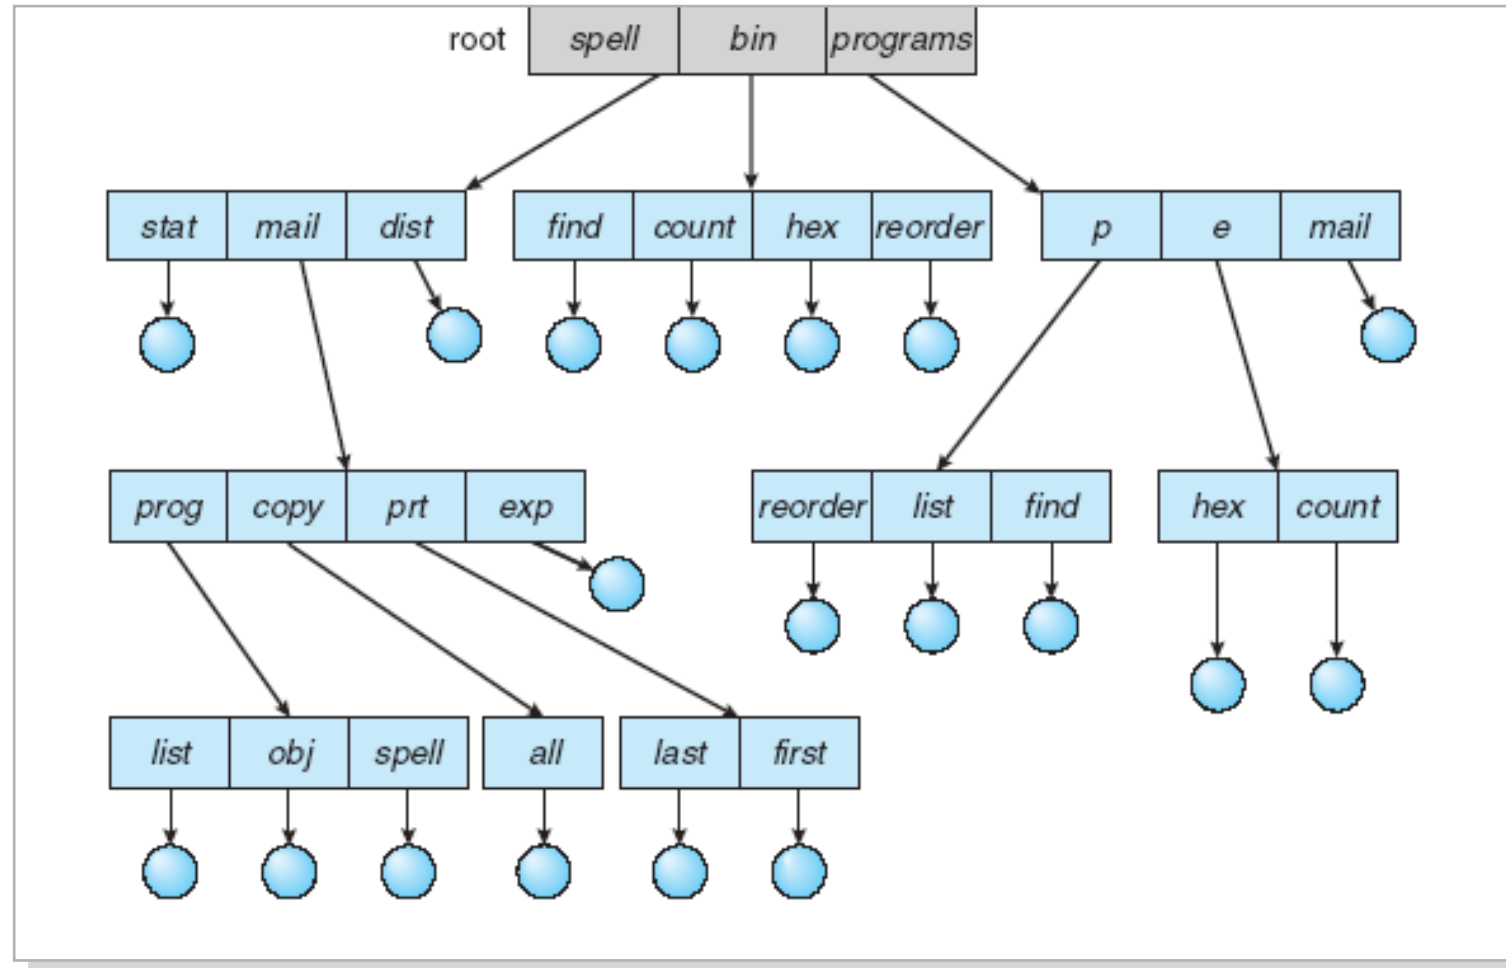 root spell bin programs
stat mail dist find count hex reorder p e mail
prog copy prt exp reorder list find hex count
list obj spell all last first